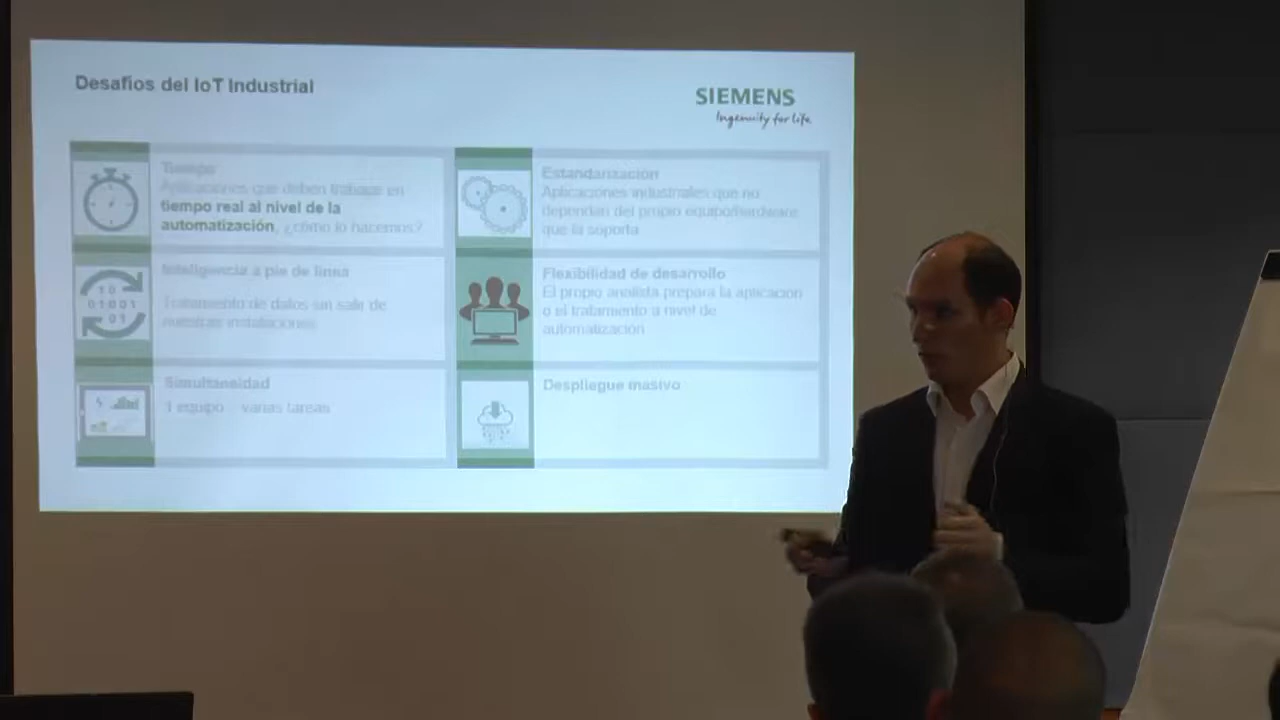 Desafíos del IoT Industrial
SIEMENS
Ingenuity for life
Tiempo
Aplicaciones que deben trabajar en
tiempo real al nivel de la
automatización, ¿cómo lo hacemos?
Estandarización
Aplicaciones industriales que no
dependan del propio equipo/hardware
que la soporta
Inteligencia a pie de línea
Tratamiento de datos sin salir de
nuestras instalaciones
10
01001
01
Flexibilidad de desarrollo
El propio analista prepara la aplicación
o el tratamiento a nivel de
automatización
Simultaneidad
1 equipo – varias tareas
Despliegue masivo